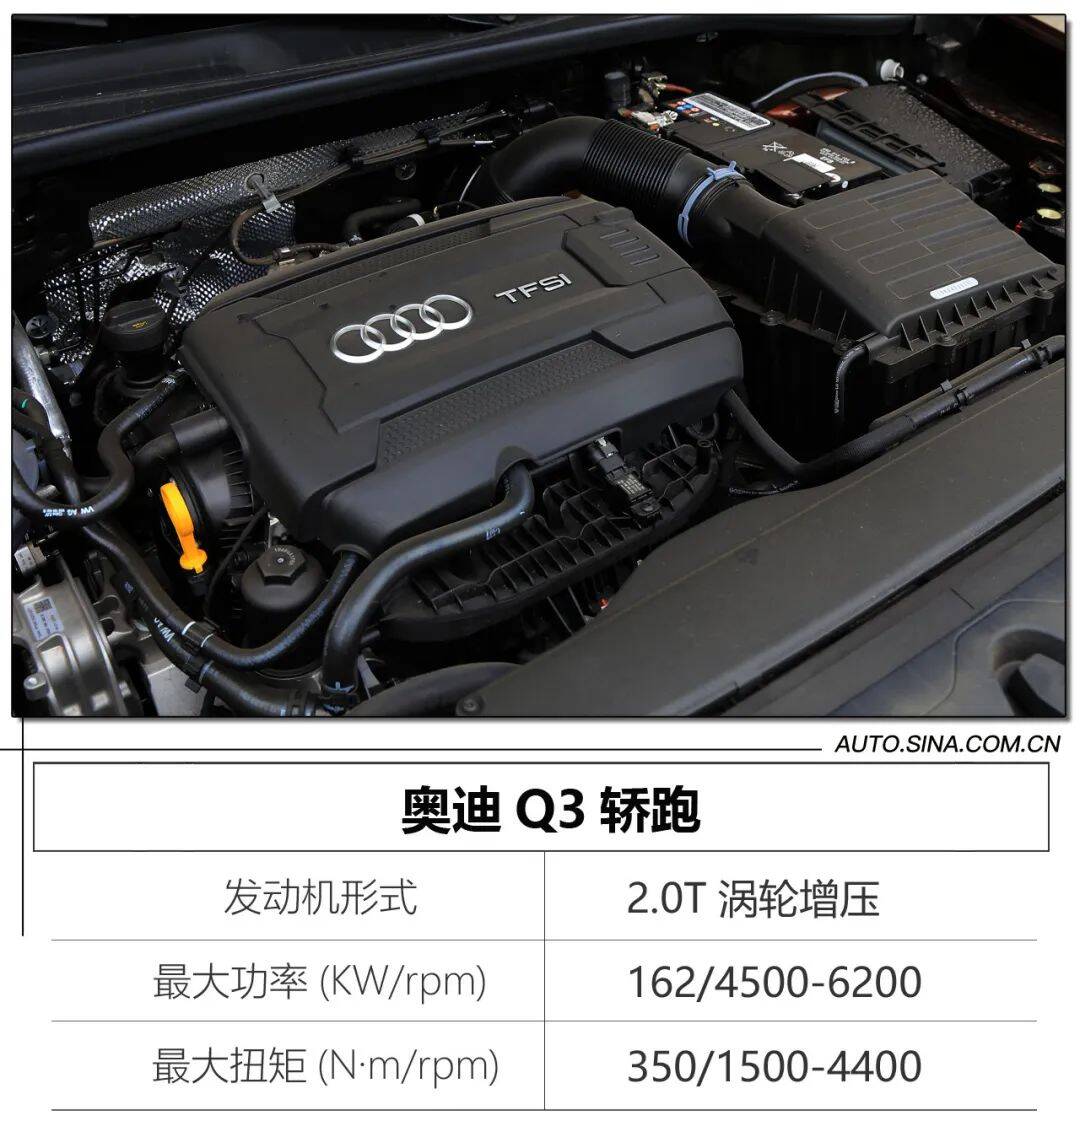 TFSI
AUTO.SINA.COM.CN
奥迪 Q3 轿跑
发动机形式 2.0T 涡轮增压
最大功率 (KW/rpm) 162/4500-6200
最大扭矩 (N·m/rpm) 350/1500-4400